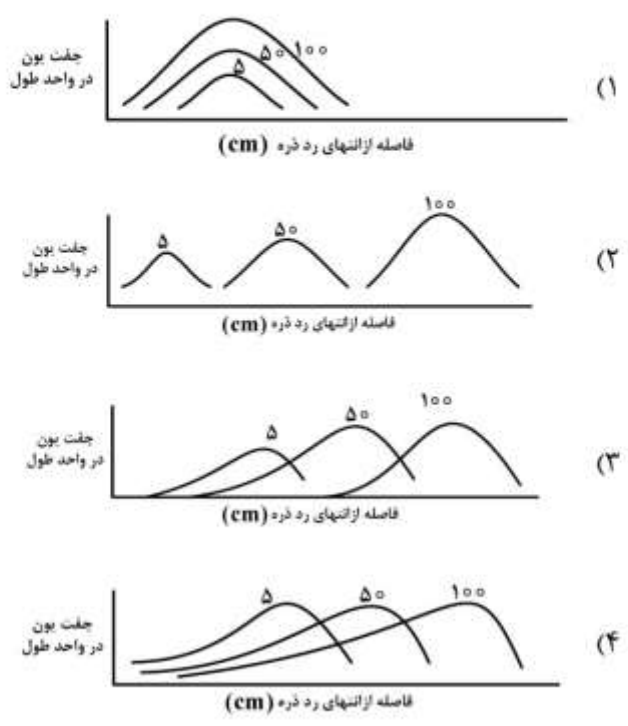 جفت یون
در واحد طول
۵ ۵۰ ۱۰۰
فاصله ازانتهای رد ذره (cm)
(۱
جفت یون
در واحد طول
۵ ۵۰ ۱۰۰
فاصله ازانتهای رد ذره (cm)
(۲
جفت یون
در واحد طول
۵ ۵۰ ۱۰۰
فاصله ازانتهای رد ذره (cm)
(۳
جفت یون
در واحد طول
۵ ۵۰ ۱۰۰
فاصله ازانتهای رد ذره (cm)
(۴